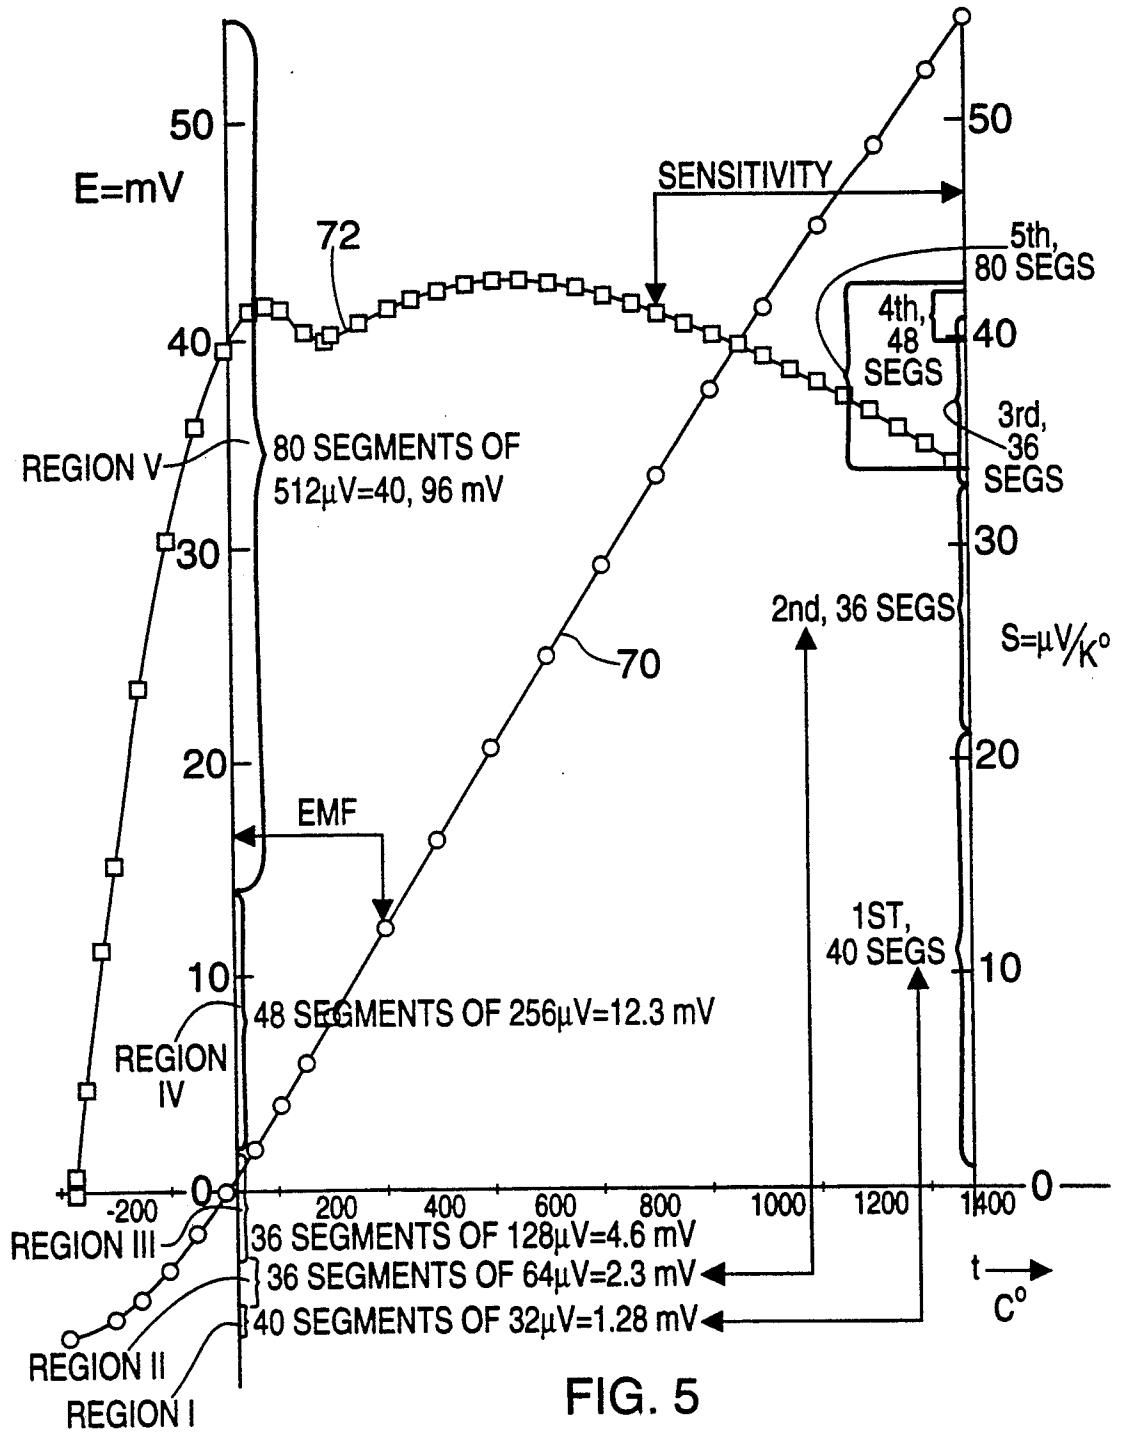 50
50
E=mV
SENSITIVITY
72
5th,
80 SEGS
4th,
48
SEGS
40
40
3rd,
36
SEGS
REGION V
80 SEGMENTS OF
512µV=40, 96 mV
30
30
2nd, 36 SEGS
S=µV/K°
70
20
20
EMF
1ST,
40 SEGS
10
10
48 SEGMENTS OF 256µV=12.3 mV
REGION
IV
0
0
-200
200
400
600
800
1000
1200
1400
REGION III
36 SEGMENTS OF 128µV=4.6 mV
36 SEGMENTS OF 64µV=2.3 mV
t
C°
40 SEGMENTS OF 32µV=1.28 mV
REGION II
REGION I
FIG. 5